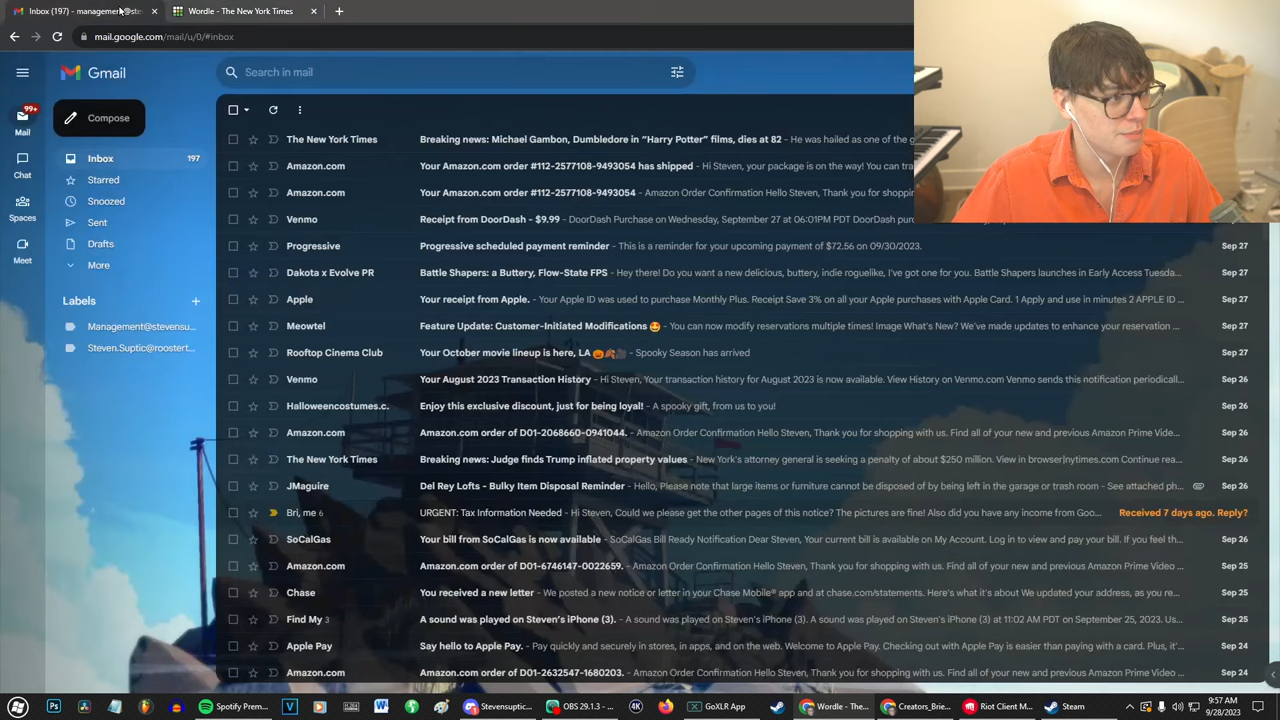 Inbox (197) - management@ste
Wordle - The New York Times
mail.google.com/mail/u/0/#inbox
Gmail
Search in mail
99+
Mail
Compose
Chat
Spaces
Meet
Inbox 197
Starred
Snoozed
Sent
Drafts
More
Labels
Management@stevensu...
Steven.Suptic@roostert...
The New York Times Breaking news: Michael Gambon, Dumbledore in “Harry Potter” films, dies at 82 - He was hailed as one of the g
Amazon.com Your Amazon.com order #112-2577108-9493054 has shipped - Hi Steven, your package is on the way! You can tra
Amazon.com Your Amazon.com order #112-2577108-9493054 - Amazon Order Confirmation Hello Steven, Thank you for shoppin
Venmo Receipt from DoorDash - $9.99 - DoorDash Purchase on Wednesday, September 27 at 06:01PM PDT DoorDash pur
Progressive Progressive scheduled payment reminder - This is a reminder for your upcoming payment of $72.56 on 09/30/2023. Sep 27
Dakota x Evolve PR Battle Shapers: a Buttery, Flow-State FPS - Hey there! Do you want a new delicious, buttery, indie roguelike, I've got one for you. Battle Shapers launches in Early Access Tuesda... Sep 27
Apple Your receipt from Apple. - Your Apple ID was used to purchase Monthly Plus. Receipt Save 3% on all your Apple purchases with Apple Card. 1 Apply and use in minutes 2 APPLE ID ... Sep 27
Meowtel Feature Update: Customer-Initiated Modifications 🤩 - You can now modify reservations multiple times! Image What's New? We've made updates to enhance your reservation ... Sep 27
Rooftop Cinema Club Your October movie lineup is here, LA - Spooky Season has arrived Sep 27
Venmo Your August 2023 Transaction History - Hi Steven, Your transaction history for August 2023 is now available. View History on Venmo.com Venmo sends this notification periodicall... Sep 26
Halloweencostumes.c. Enjoy this exclusive discount, just for being loyal! - A spooky gift, from us to you! Sep 26
Amazon.com Amazon.com order of D01-2068660-0941044. - Amazon Order Confirmation Hello Steven, Thank you for shopping with us. Find all of your new and previous Amazon Prime Vide... Sep 26
The New York Times Breaking news: Judge finds Trump inflated property values - New York's attorney general is seeking a penalty of about $250 million. View in browser|nytimes.com Continue rea... Sep 26
JMaguire Del Rey Lofts - Bulky Item Disposal Reminder - Hello, Please note that large items or furniture cannot be disposed of by being left in the garage or trash room - See attached ph... Sep 26
Bri, me 6 URGENT: Tax Information Needed - Hi Steven, Could we please get the other pages of this notice? The pictures are fine! Also did you have any income from Goo... Received 7 days ago. Reply?
SoCalGas Your bill from SoCalGas is now available - SoCalGas Bill Ready Notification Dear Steven, Your current bill is available on My Account. Log in to view and pay your bill. If you feel th... Sep 26
Amazon.com Amazon.com order of D01-6746147-0022659. - Amazon Order Confirmation Hello Steven, Thank you for shopping with us. Find all of your new and previous Amazon Prime Video ... Sep 25
Chase You received a new letter - We posted a new notice or letter in your Chase Mobile® app and at chase.com/statements. Here's what it's about We updated your address, as you re... Sep 25
Find My 3 A sound was played on Steven's iPhone (3). - A sound was played on Steven's iPhone (3). A sound was played on Steven's iPhone (3) at 11:02 AM PDT on September 25, 2023. Us... Sep 25
Apple Pay Say hello to Apple Pay. - Pay quickly and securely in stores, in apps, and on the web. Welcome to Apple Pay. Checking out with Apple Pay is easier than paying with a card. Plus, it'... Sep 24
Amazon.com Amazon.com order of D01-2632547-1680203. - Amazon Order Confirmation Hello Steven, Thank you for shopping with us. Find all of your new and previous Amazon Prime Video ... Sep 24
Spotify Prem... Stevensuptic... OBS 29.1.3 - ... GoXLR App Wordle - The... Creators_Brie... Riot Client M... Steam 9:57 AM
9/28/2023